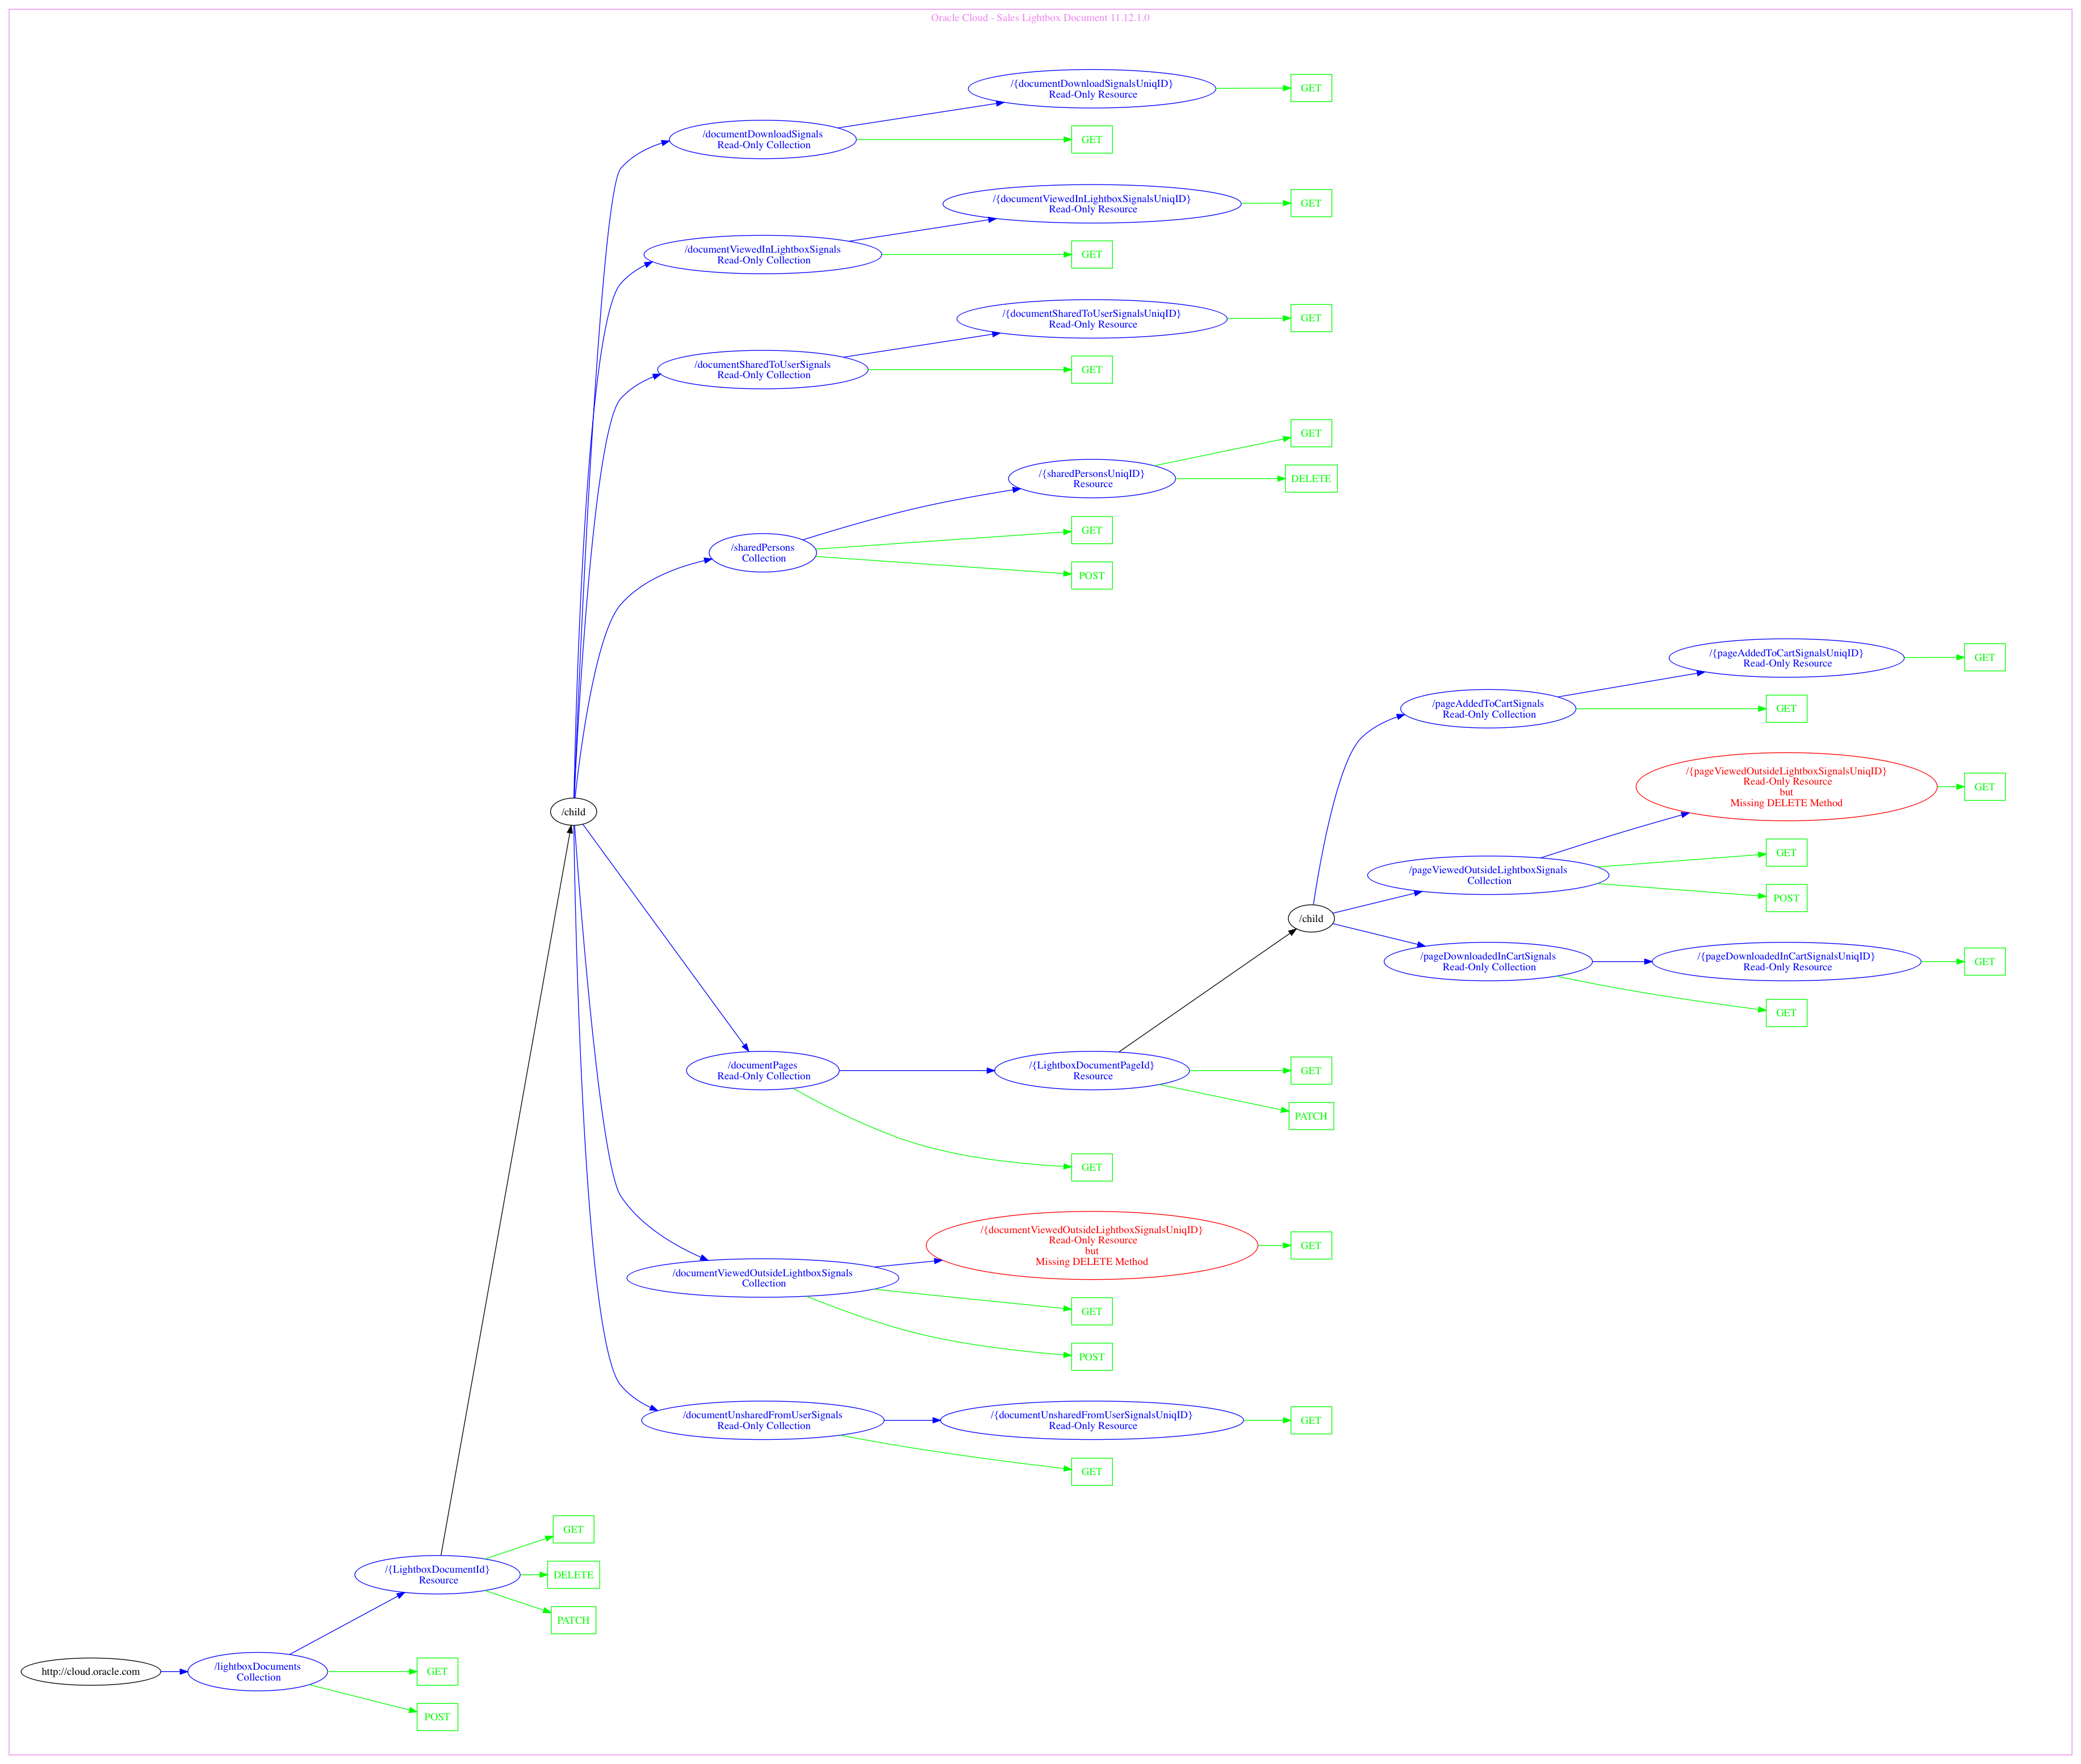 Oracle Cloud - Sales Lightbox Document 11.12.1.0
/{documentDownloadSignalsUniqID}
Read-Only Resource
GET
/documentDownloadSignals
Read-Only Collection
GET
/{documentViewedInLightboxSignalsUniqID}
Read-Only Resource
GET
/documentViewedInLightboxSignals
Read-Only Collection
GET
/{documentSharedToUserSignalsUniqID}
Read-Only Resource
GET
/documentSharedToUserSignals
Read-Only Collection
GET
GET
/{sharedPersonsUniqID}
Resource
DELETE
/sharedPersons
Collection
GET
POST
/{pageAddedToCartSignalsUniqID}
Read-Only Resource
GET
/pageAddedToCartSignals
Read-Only Collection
GET
/{pageViewedOutsideLightboxSignalsUniqID}
Read-Only Resource
but
Missing DELETE Method
GET
/child
/pageViewedOutsideLightboxSignals
Collection
GET
POST
/child
/pageDownloadedInCartSignals
Read-Only Collection
/{pageDownloadedInCartSignalsUniqID}
Read-Only Resource
GET
GET
/documentPages
Read-Only Collection
/{LightboxDocumentPageId}
Resource
GET
PATCH
GET
/{documentViewedOutsideLightboxSignalsUniqID}
Read-Only Resource
but
Missing DELETE Method
GET
/documentViewedOutsideLightboxSignals
Collection
GET
POST
/documentUnsharedFromUserSignals
Read-Only Collection
/{documentUnsharedFromUserSignalsUniqID}
Read-Only Resource
GET
GET
GET
/{LightboxDocumentId}
Resource
DELETE
PATCH
http://cloud.oracle.com
/lightboxDocuments
Collection
GET
POST